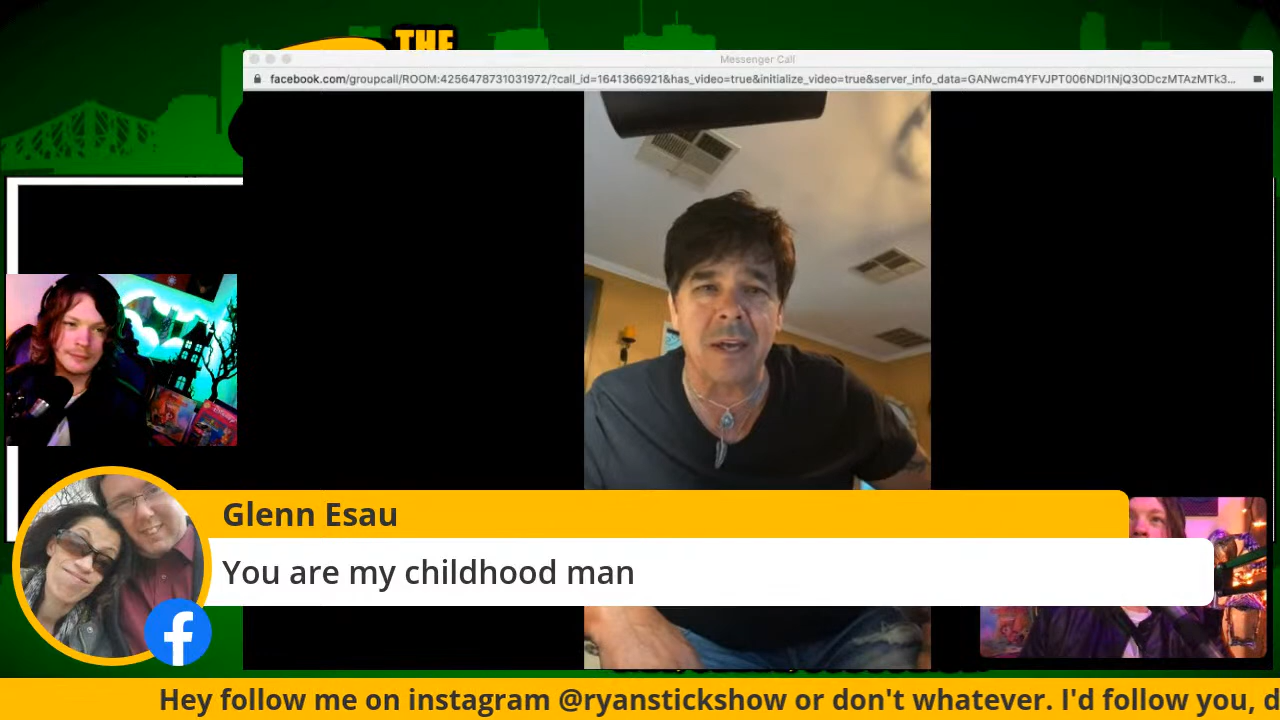 THE
Messenger Call
facebook.com/groupcall/ROOM:4256478731031972/?call_id=1641366921&has_video=true&initialize_video=true&server_info_data=GANwcm4YFVJPT006NDI1NjQ3ODczMTAzMTk3...
Glenn Esau
You are my childhood man
Hey follow me on instagram @ryanstickshow or don't whatever. I'd follow you, d